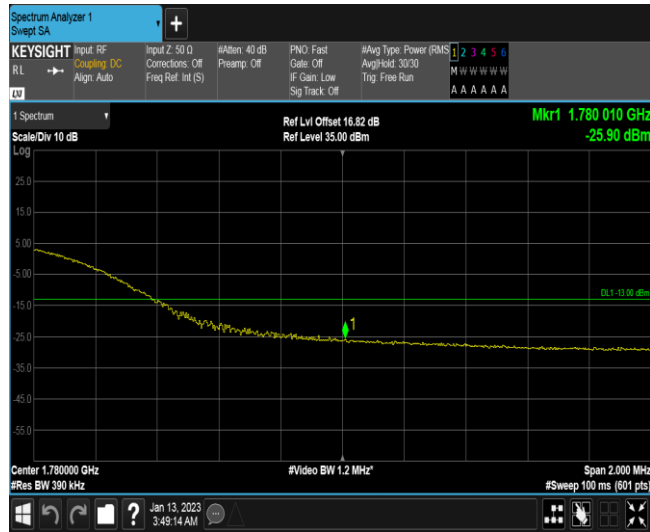 Spectrum Analyzer 1
Swept SA
KEYSIGHT
RL
LXI
Input: RF
Coupling: DC
Align: Auto
Input Z: 50 Ω
Corrections: Off
Freq Ref: Int (S)
#Atten: 40 dB
Preamp: Off
PNO: Fast
Gate: Off
IF Gain: Low
Sig Track: Off
#Avg Type: Power (RMS
Avg|Hold: 30/30
Trig: Free Run
1 2 3 4 5 6
M W W W W W
A A A A A A
1 Spectrum
Scale/Div 10 dB
Log
Ref Lvl Offset 16.82 dB
Ref Level 35.00 dBm
Mkr1 1.780 010 GHz
-25.90 dBm
25.0
15.0
5.00
-5.00
DL1 -13.00 dBm
-15.0
1
-25.0
-35.0
-45.0
-55.0
Center 1.780000 GHz
#Res BW 390 kHz
#Video BW 1.2 MHz*
Span 2.000 MHz
#Sweep 100 ms (601 pts)
?
Jan 13, 2023
3:49:14 AM